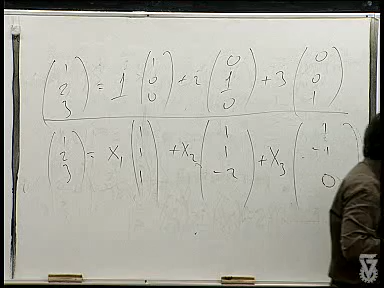 (1 2 3) = 1 (1 0 0) + 2 (0 1 0) + 3 (0 0 1)
(1 2 3) = X₁ (1 1 1) + X₂ (1 1 -2) + X₃ (1 -1 0)